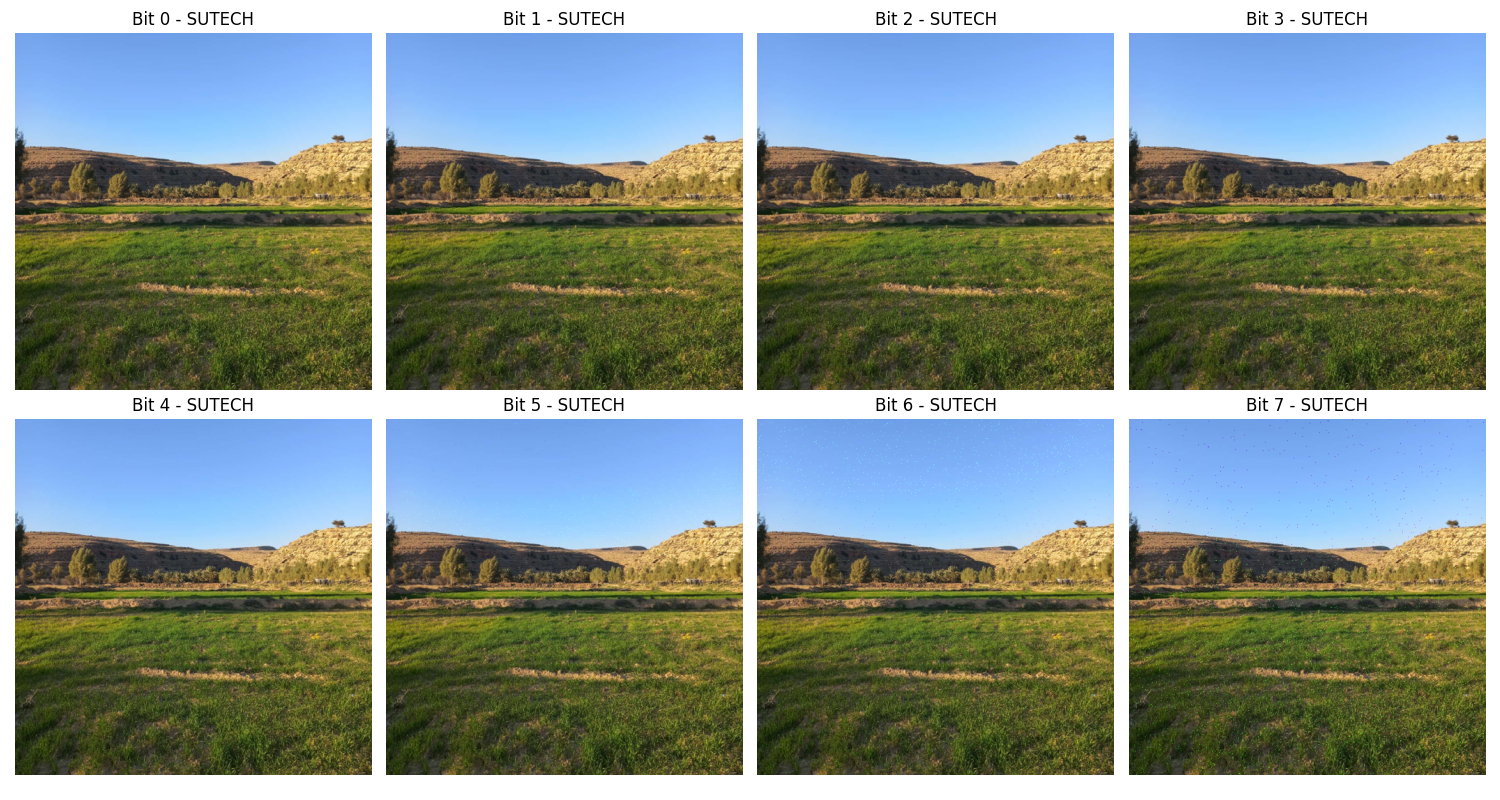 Bit 0 - SUTECH
Bit 1 - SUTECH
Bit 2 - SUTECH
Bit 3 - SUTECH
Bit 4 - SUTECH
Bit 5 - SUTECH
Bit 6 - SUTECH
Bit 7 - SUTECH